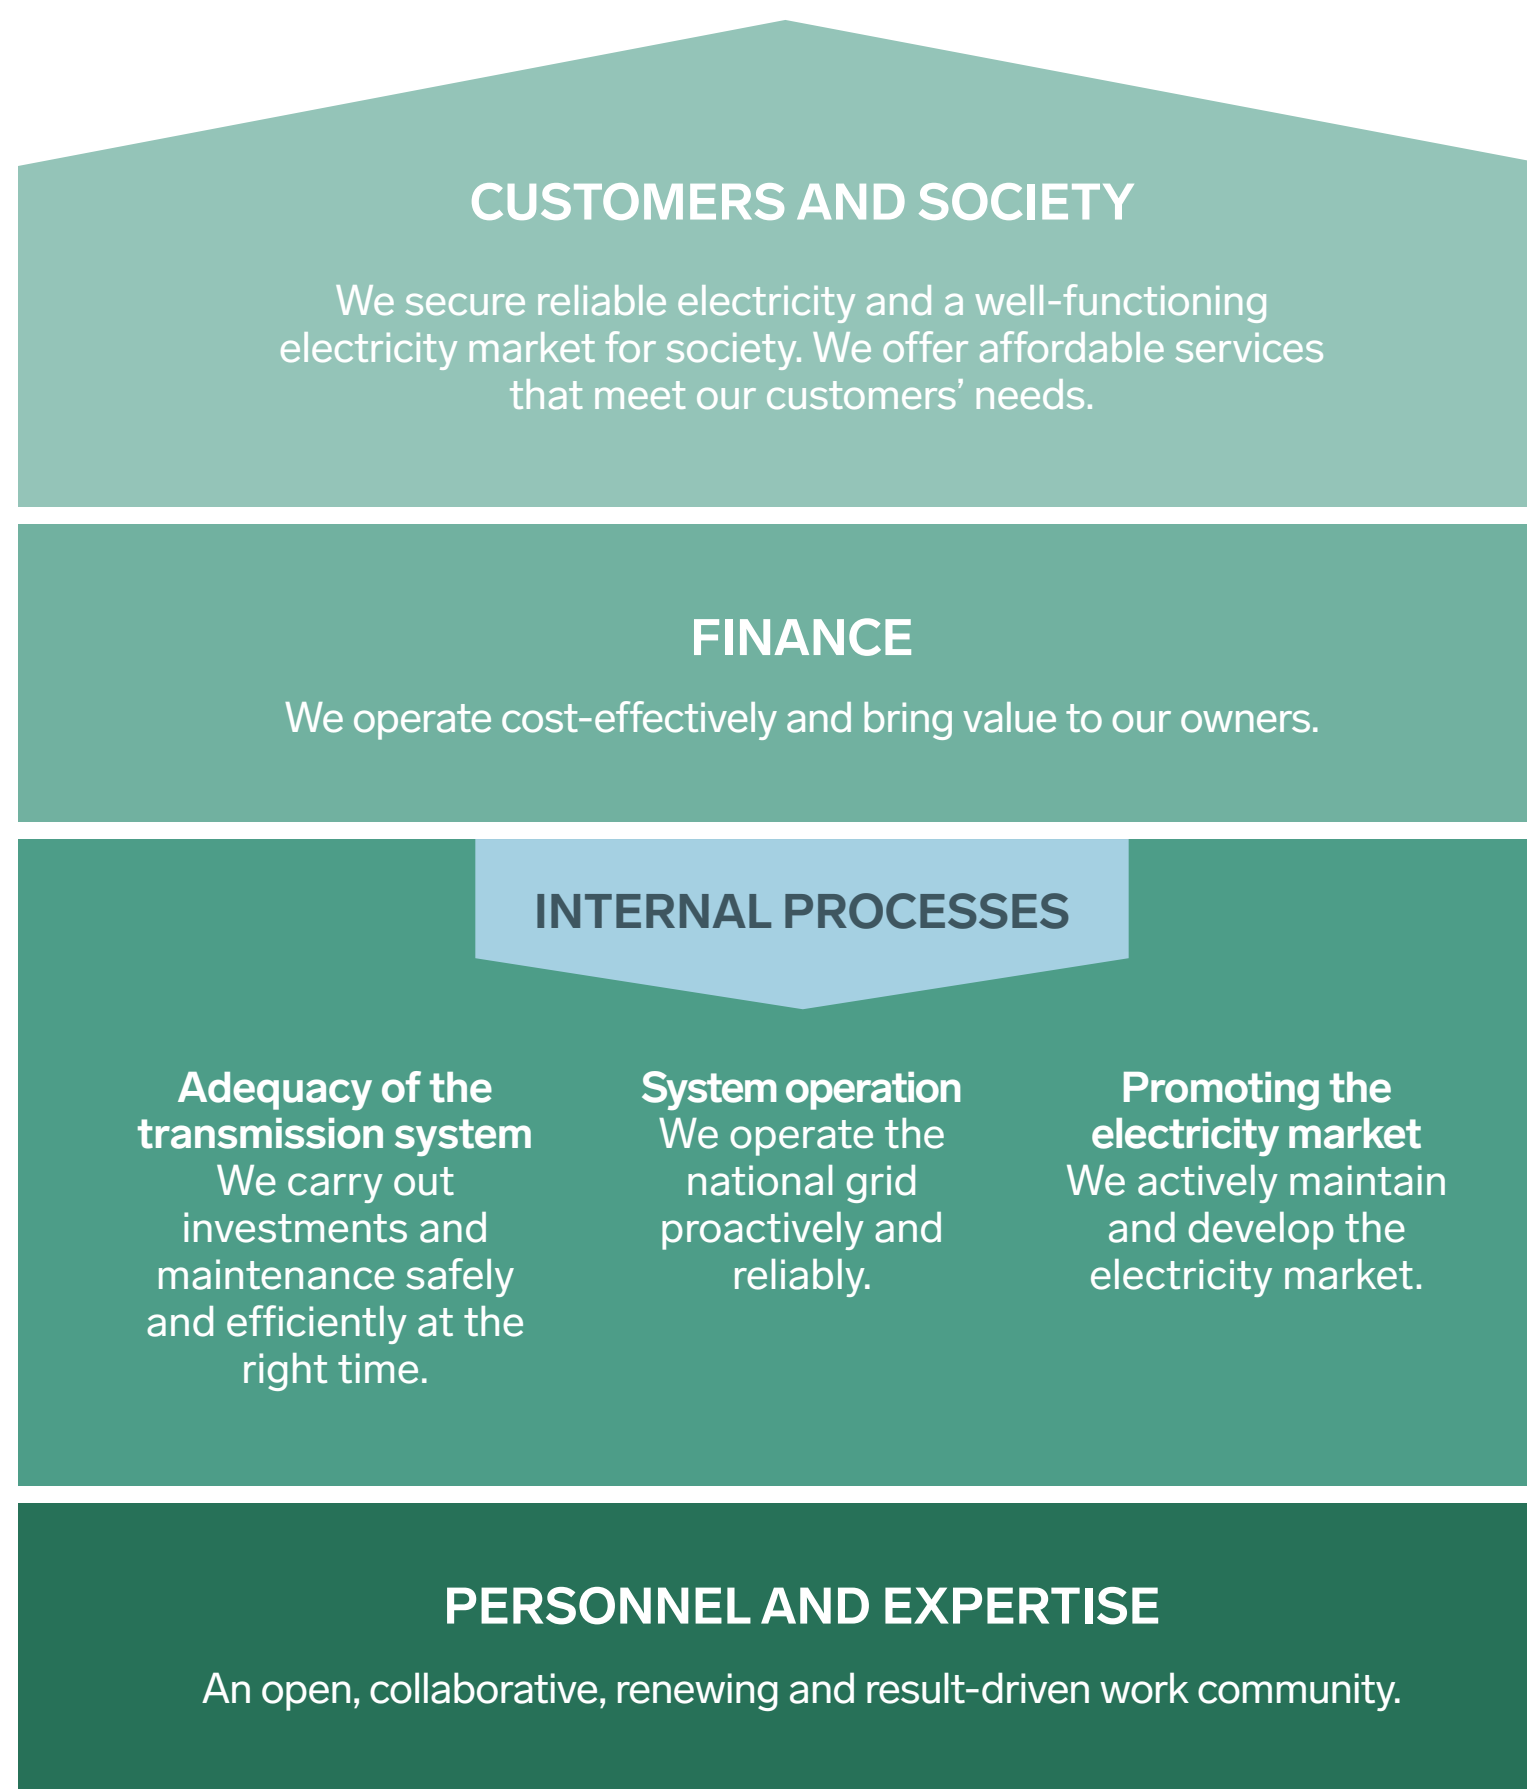 CUSTOMERS AND SOCIETY
We secure reliable electricity and a well-functioning
electricity market for society. We offer affordable services
that meet our customers’ needs.
FINANCE
We operate cost-effectively and bring value to our owners.
INTERNAL PROCESSES
Adequacy of the
transmission system
We carry out
investments and
maintenance safely
and efficiently at the
right time.
System operation
We operate the
national grid
proactively and
reliably.
Promoting the
electricity market
We actively maintain
and develop the
electricity market.
PERSONNEL AND EXPERTISE
An open, collaborative, renewing and result-driven work community.